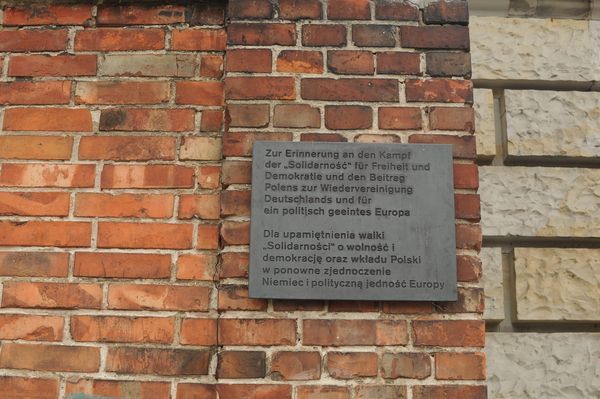 Zur Erinnerung an den Kampf
der „Solidarność“ für Freiheit und
Demokratie und den Beitrag
Polens zur Wiedervereinigung
Deutschlands und für
ein politisch geeintes Europa
Dla upamiętnienia walki
„Solidarności“ o wolność i
demokrację oraz wkładu Polski
w ponowne zjednoczenie
Niemiec i polityczną jedność Europy